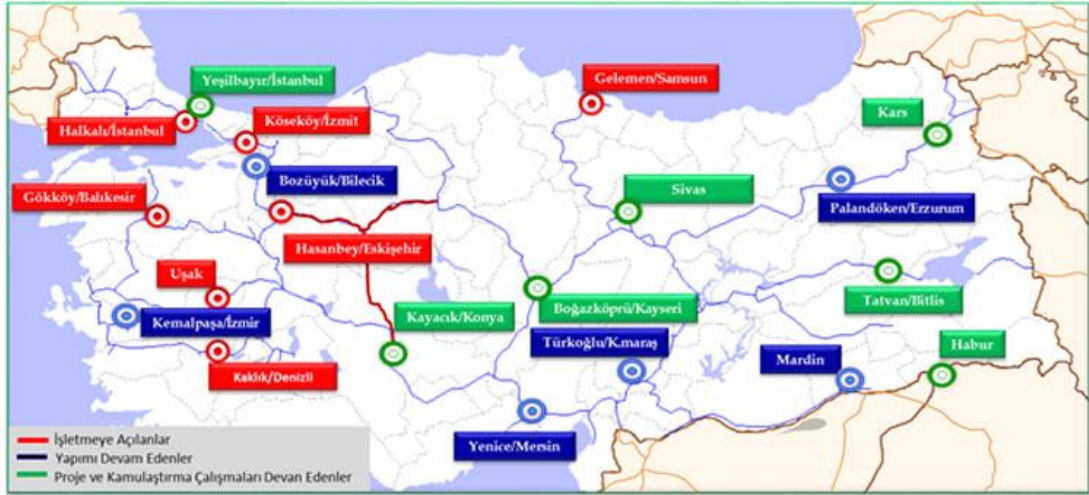 Yeşilbayır/İstanbul
Gelemen/Samsun
Halkalı/İstanbul
Köseköy/İzmit
Kars
Bozüyük/Bilecik
Gökköy/Balıkesir
Sivas
Palandöken/Erzurum
Hasanbey/Eskişehir
Uşak
Kemalpaşa/İzmir
Kayacık/Konya
Boğazköprü/Kayseri
Tatvan/Bitlis
Türkoğlu/K.maraş
Habur
Mardin
Kaklık/Denizli
Yenice/Mersin
İşletmeye Açılanlar
Yapımı Devam Edenler
Proje ve Kamulaştırma Çalışmaları Devan Edenler